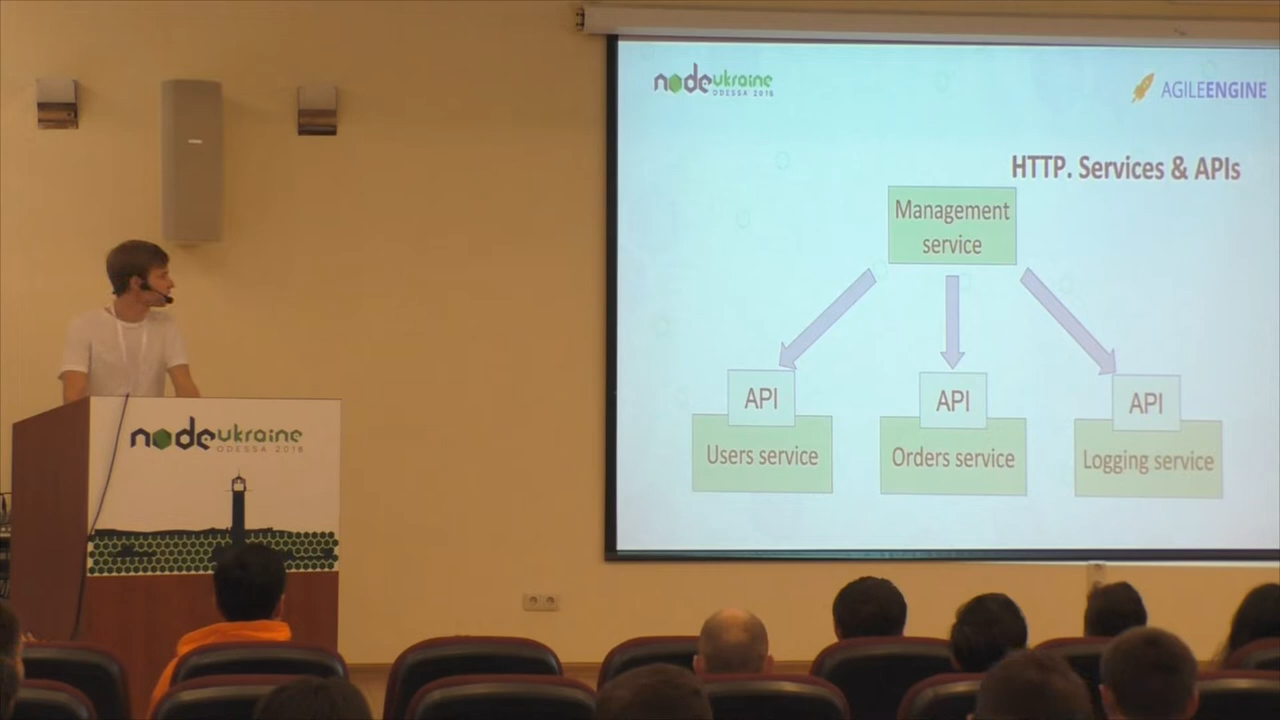 nodeukraine
ODESSA 2016
AGILEENGINE
HTTP. Services & APIs
Management
service
API
API
API
Users service
Orders service
Logging service
nodeukraine
ODESSA 2016